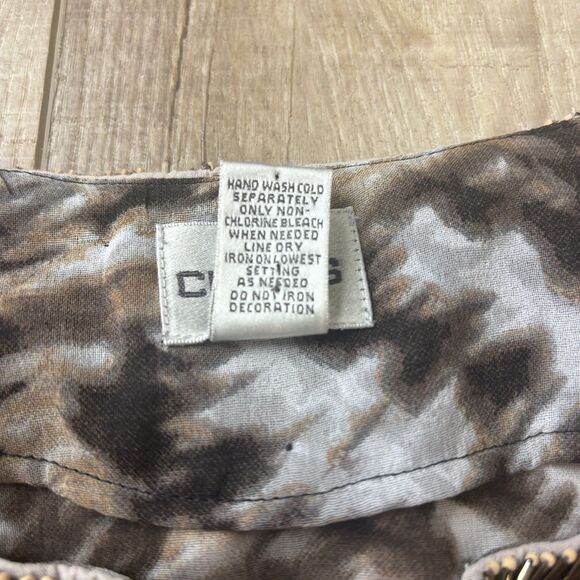 HAND WASH COLD
SEPARATELY
ONLY NON-
CHLORINE BLEACH
WHEN NEEDED
LINE DRY
IRON ON LOWEST
SETTING
AS NEEDED
DO NOT IRON
DECORATION